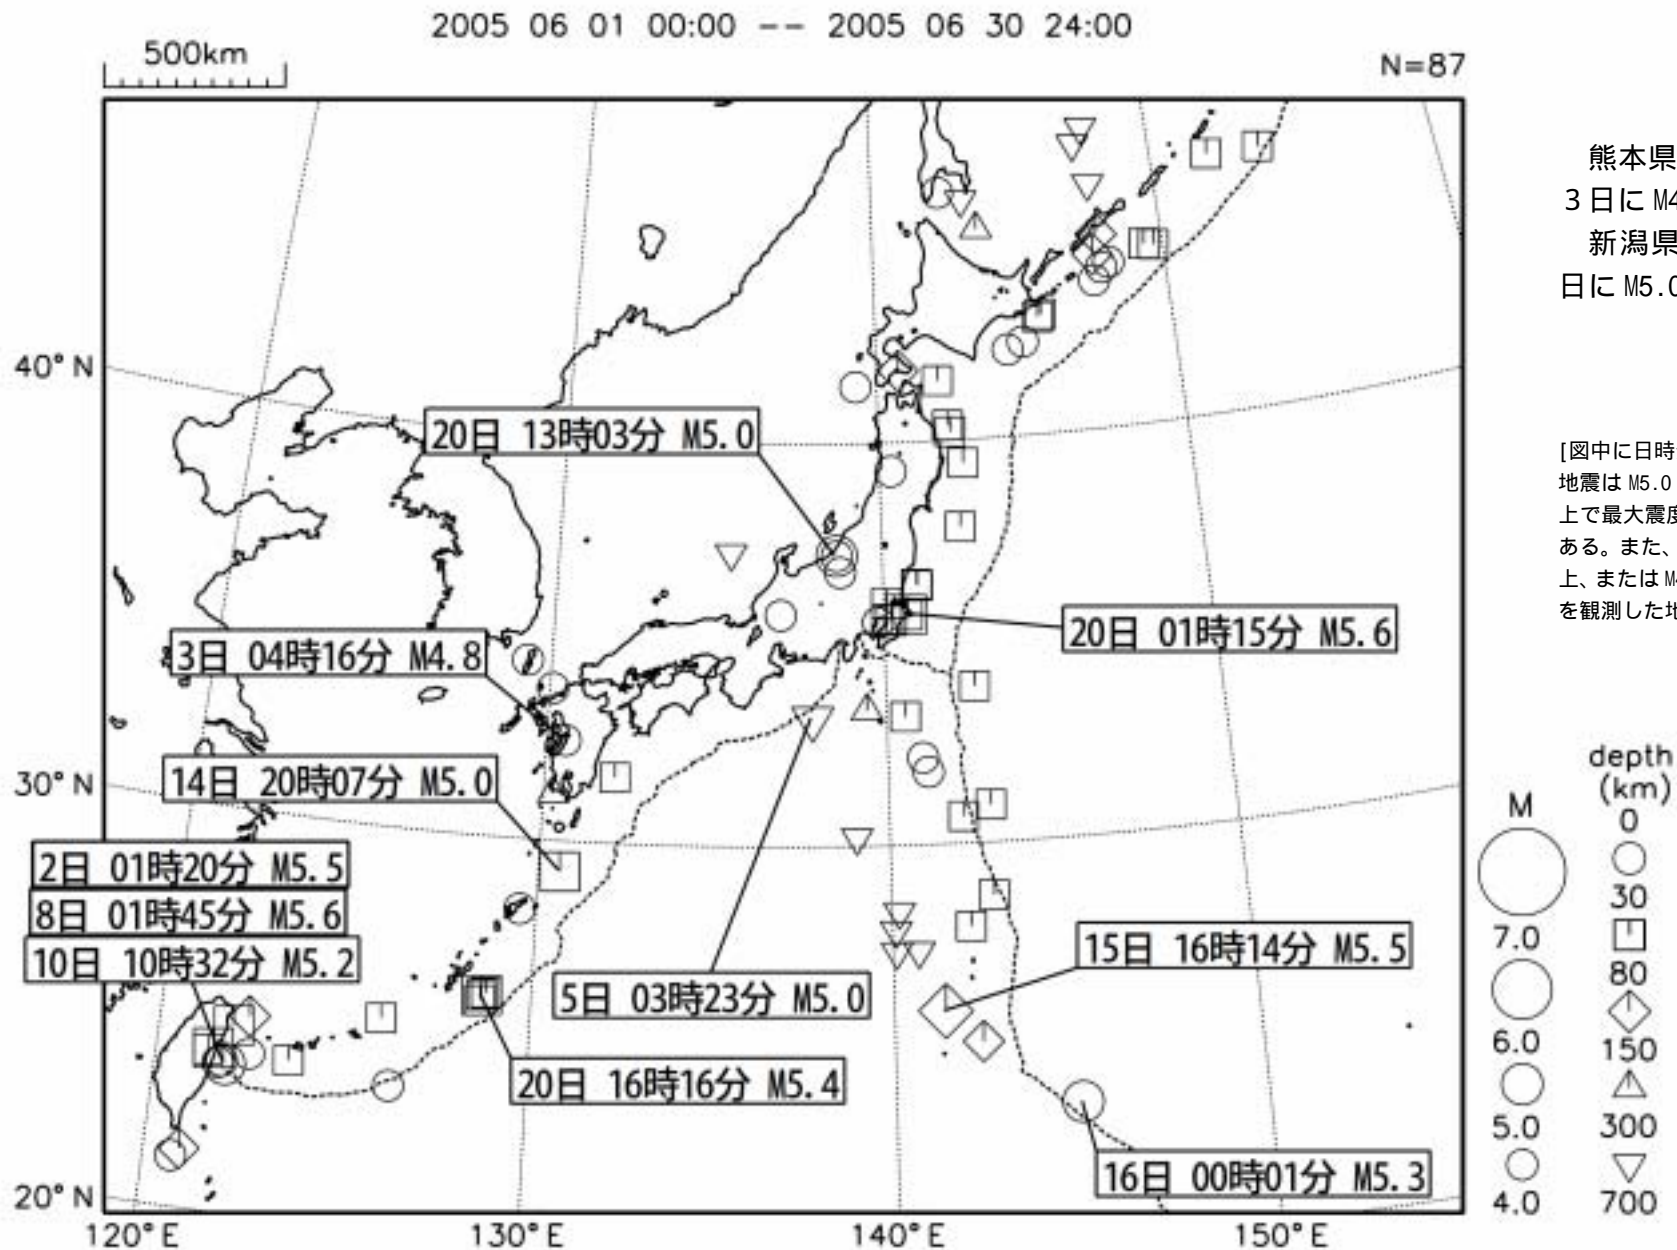 2005 06 01 00:00 -- 2005 06 30 24:00
500km
N=87
熊本県
３日に M4
新潟県
日に M5.0
40°N
20日 13時03分 M5.0
[図中に日時
地震は M5.0
上で最大震度
ある。また、
上、または M4
を観測した地
20日 01時15分 M5.6
3日 04時16分 M4.8
14日 20時07分 M5.0
30°N
2日 01時20分 M5.5
8日 01時45分 M5.6
10日 10時32分 M5.2
15日 16時14分 M5.5
5日 03時23分 M5.0
20日 16時16分 M5.4
16日 00時01分 M5.3
20°N
120°E
130°E
140°E
150°E
M
7.0
6.0
5.0
4.0
depth
(km)
0
30
80
150
300
700